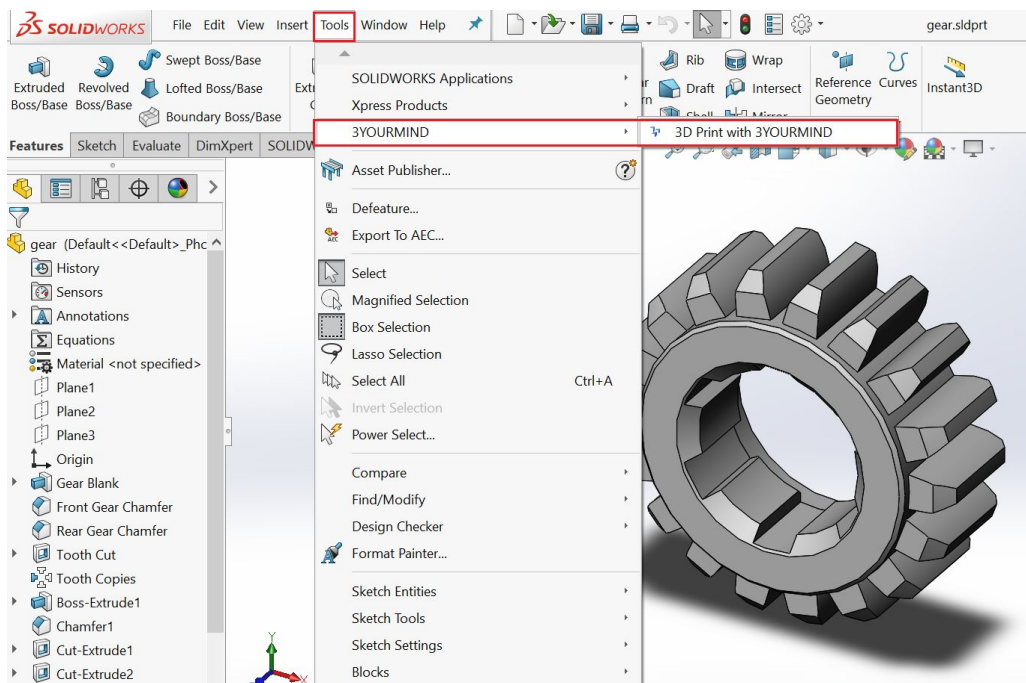 SOLIDWORKS File Edit View Insert Tools Window Help gear.sldprt
Extruded Boss/Base
Revolved Boss/Base
Swept Boss/Base
Lofted Boss/Base
Boundary Boss/Base
Rib
Wrap
Draft
Intersect
Shell
Mirror
Reference Geometry
Curves
Instant3D
Features Sketch Evaluate DimXpert SOLIDW
gear (Default<<Default>_Phc
History
Sensors
Annotations
Equations
Material <not specified>
Plane1
Plane2
Plane3
Origin
Gear Blank
Front Gear Chamfer
Rear Gear Chamfer
Tooth Cut
Tooth Copies
Boss-Extrude1
Chamfer1
Cut-Extrude1
Cut-Extrude2
SOLIDWORKS Applications
Xpress Products
3YOURMIND
3D Print with 3YOURMIND
Asset Publisher...
Defeature...
Export To AEC...
Select
Magnified Selection
Box Selection
Lasso Selection
Select All Ctrl+A
Invert Selection
Power Select...
Compare
Find/Modify
Design Checker
Format Painter...
Sketch Entities
Sketch Tools
Sketch Settings
Blocks
Y
X